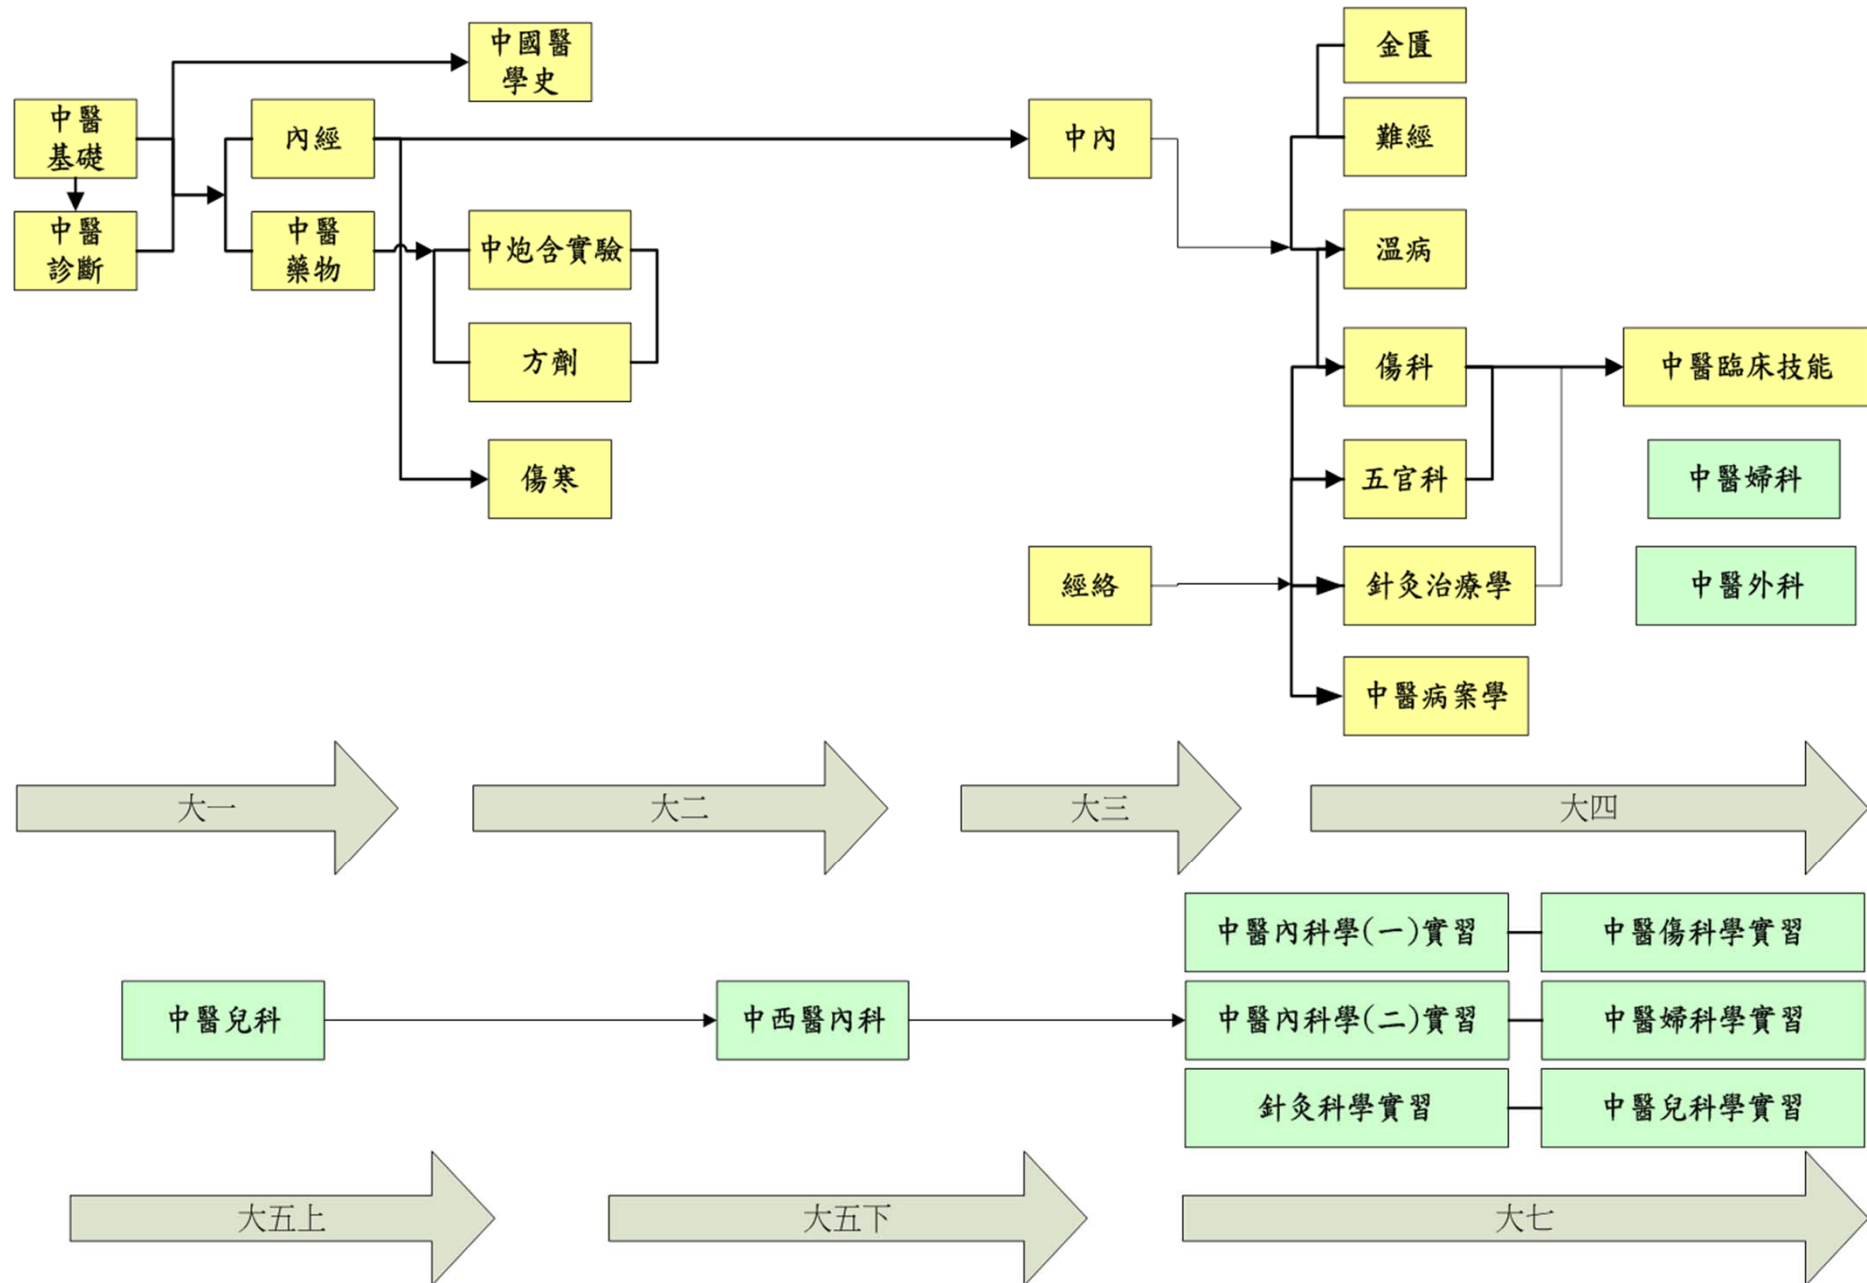 中國醫
學史
金匱
中醫
基礎
內經
中內
難經
中醫
診斷
中醫
藥物
中炮含實驗
溫病
方劑
傷科
中醫臨床技能
傷寒
五官科
中醫婦科
經絡
針灸治療學
中醫外科
中醫病案學
大一
大二
大三
大四
中醫內科學(一)實習
中醫傷科學實習
中醫兒科
中西醫內科
中醫內科學(二)實習
中醫婦科學實習
針灸科學實習
中醫兒科學實習
大五上
大五下
大七